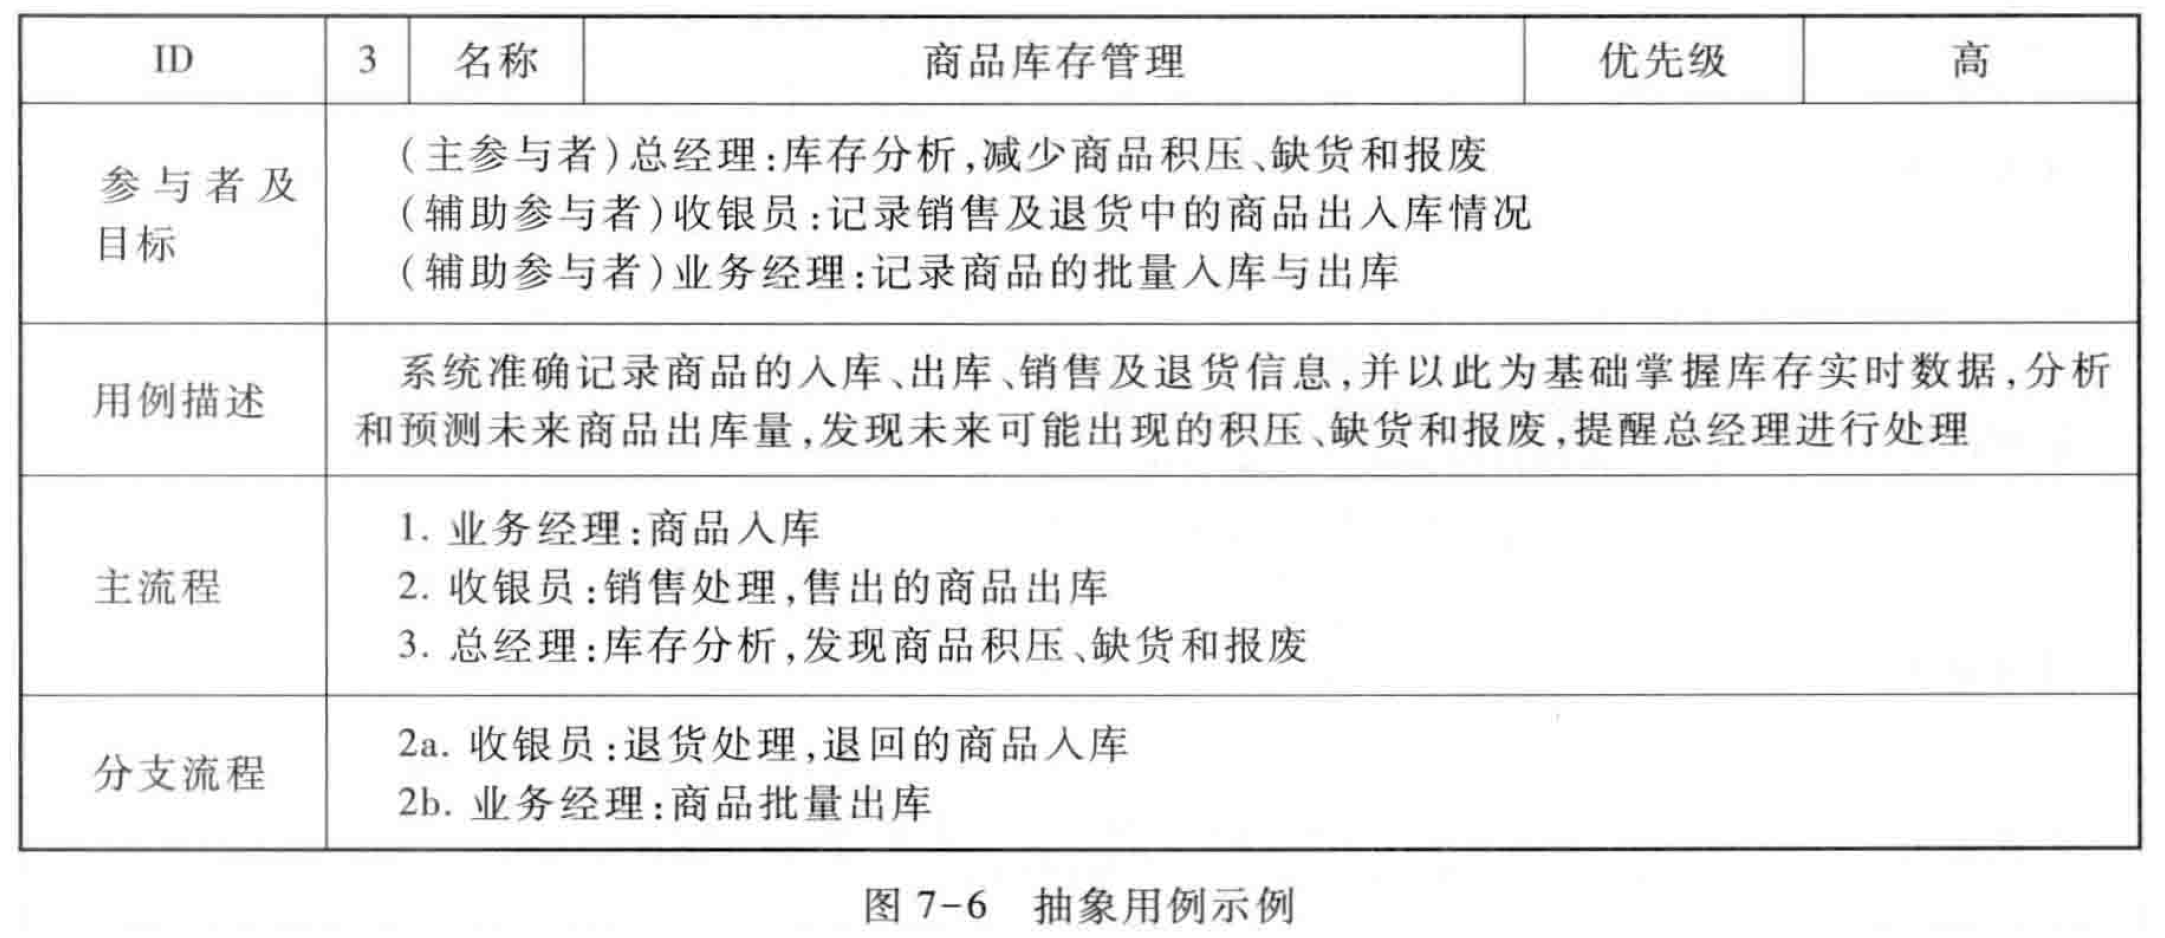 ID 3 名称 商品库存管理 优先级 高
参与者及目标
(主参与者)总经理:库存分析,减少商品积压、缺货和报废
(辅助参与者)收银员:记录销售及退货中的商品出入库情况
(辅助参与者)业务经理:记录商品的批量入库与出库
用例描述
系统准确记录商品的入库、出库、销售及退货信息,并以此为基础掌握库存实时数据,分析
和预测未来商品出库量,发现未来可能出现的积压、缺货和报废,提醒总经理进行处理
主流程
1. 业务经理:商品入库
2. 收银员:销售处理,售出的商品出库
3. 总经理:库存分析,发现商品积压、缺货和报废
分支流程
2a. 收银员:退货处理,退回的商品入库
2b. 业务经理:商品批量出库
图 7-6 抽象用例示例